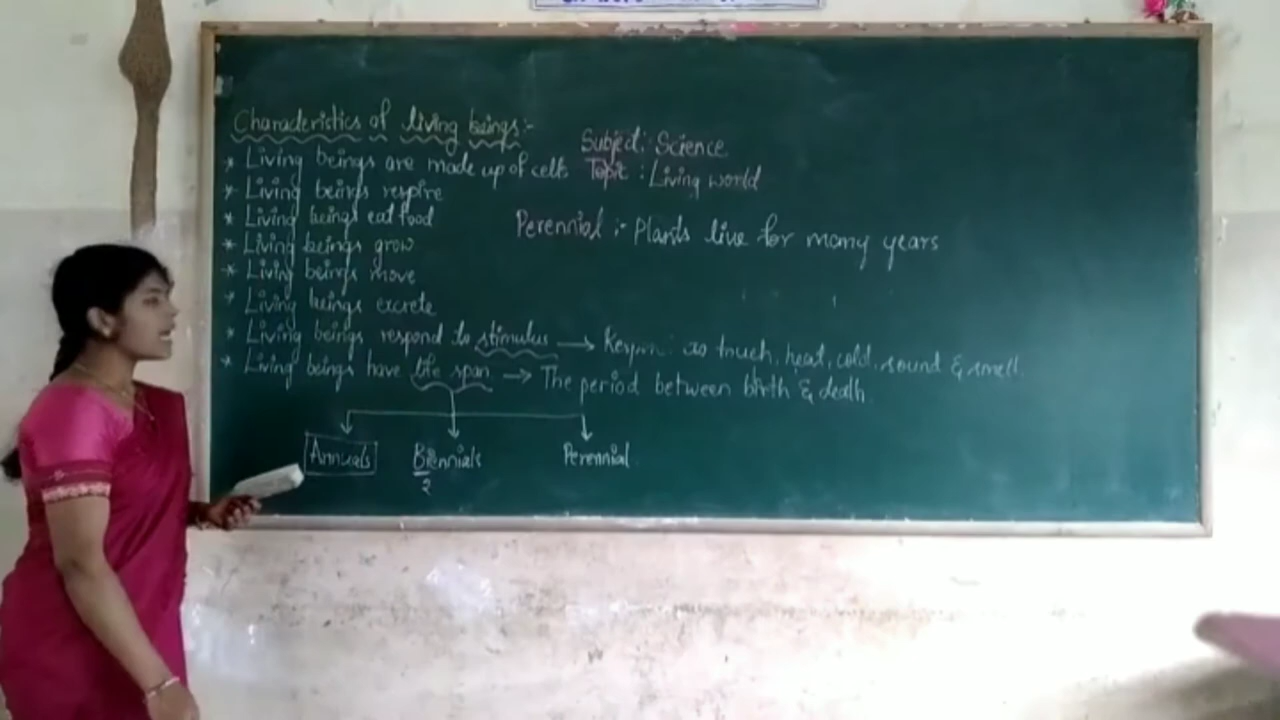 Characteristics of living beings :-
Subject : Science
* Living beings are made up of cells
Topic : Living world
* Living beings respire
* Living beings eat food
Perennial :- Plants live for many years
* Living beings grow
* Living beings move
* Living beings excrete
* Living beings respond to stimulus → to touch, heat, cold, sound & smell
* Living beings have life span → The period between birth & death
Annuals Biennials Perennial
2